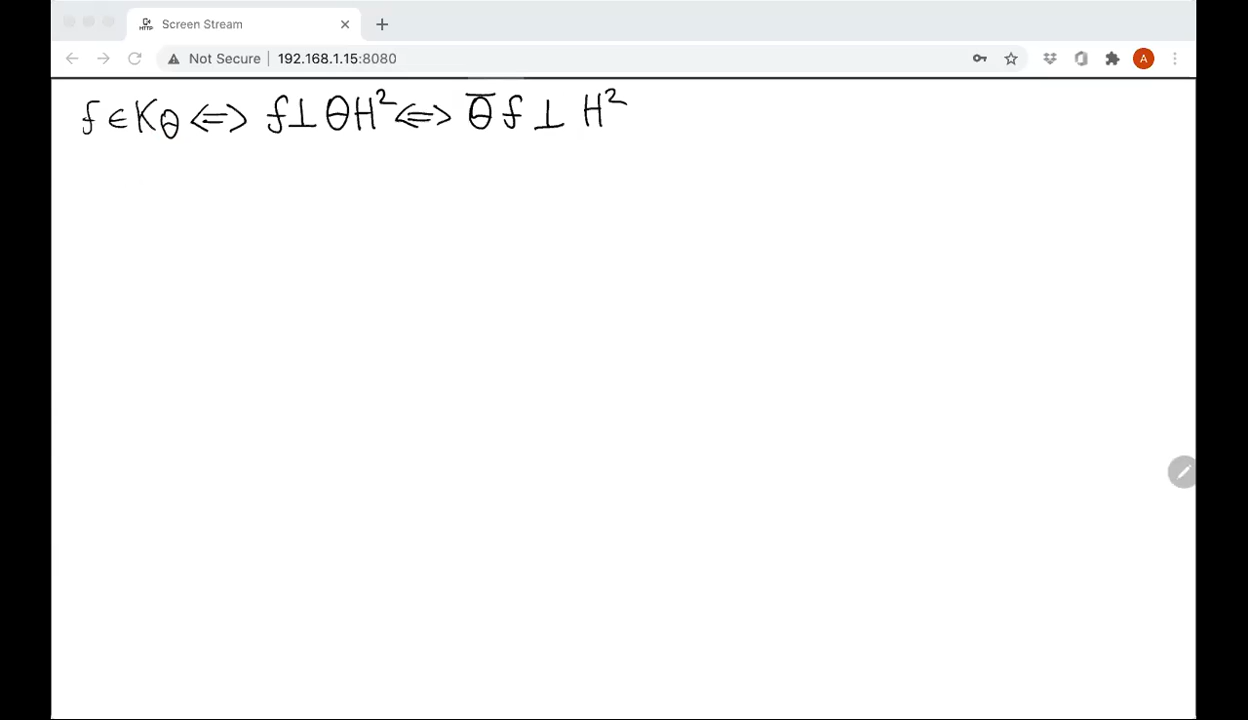 Screen Stream
Not Secure | 192.168.1.15:8080
A
f ∈ K_θ ⟺ f ⊥ θH² ⟺ θ̅ f ⊥ H²